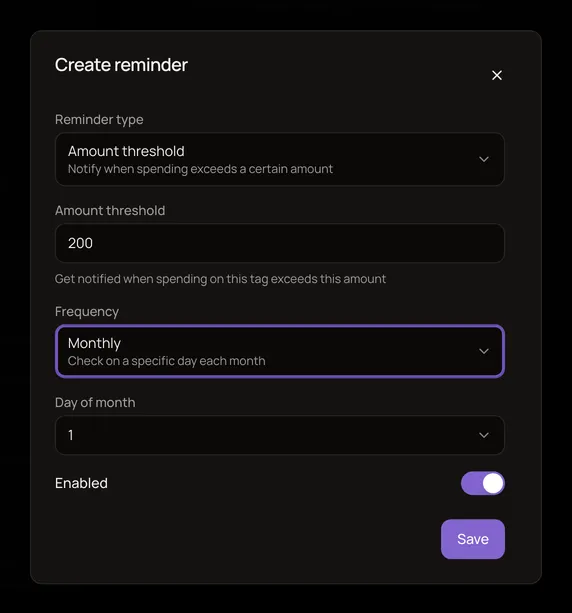 Create reminder
Reminder type
Amount threshold
Notify when spending exceeds a certain amount
Amount threshold
200
Get notified when spending on this tag exceeds this amount
Frequency
Monthly
Check on a specific day each month
Day of month
1
Enabled
Save